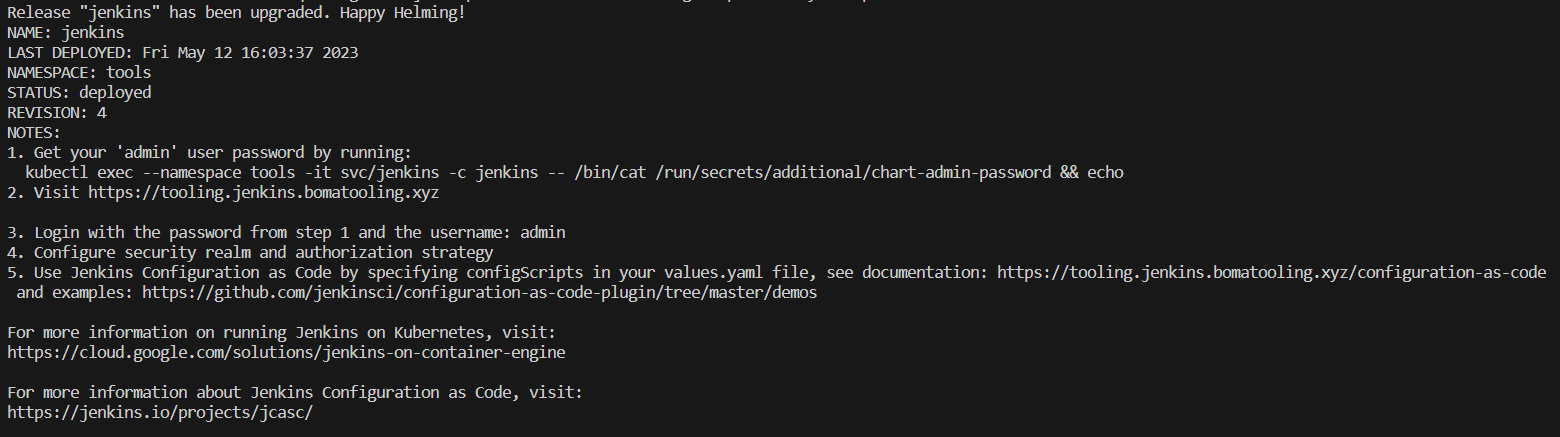 Release "jenkins" has been upgraded. Happy Helming!
NAME: jenkins
LAST DEPLOYED: Fri May 12 16:03:37 2023
NAMESPACE: tools
STATUS: deployed
REVISION: 4
NOTES:
1. Get your 'admin' user password by running:
  kubectl exec --namespace tools -it svc/jenkins -c jenkins -- /bin/cat /run/secrets/additional/chart-admin-password && echo
2. Visit https://tooling.jenkins.bomatooling.xyz
3. Login with the password from step 1 and the username: admin
4. Configure security realm and authorization strategy
5. Use Jenkins Configuration as Code by specifying configScripts in your values.yaml file, see documentation: https://tooling.jenkins.bomatooling.xyz/configuration-as-code
 and examples: https://github.com/jenkinsci/configuration-as-code-plugin/tree/master/demos
For more information on running Jenkins on Kubernetes, visit:
https://cloud.google.com/solutions/jenkins-on-container-engine
For more information about Jenkins Configuration as Code, visit:
https://jenkins.io/projects/jcasc/